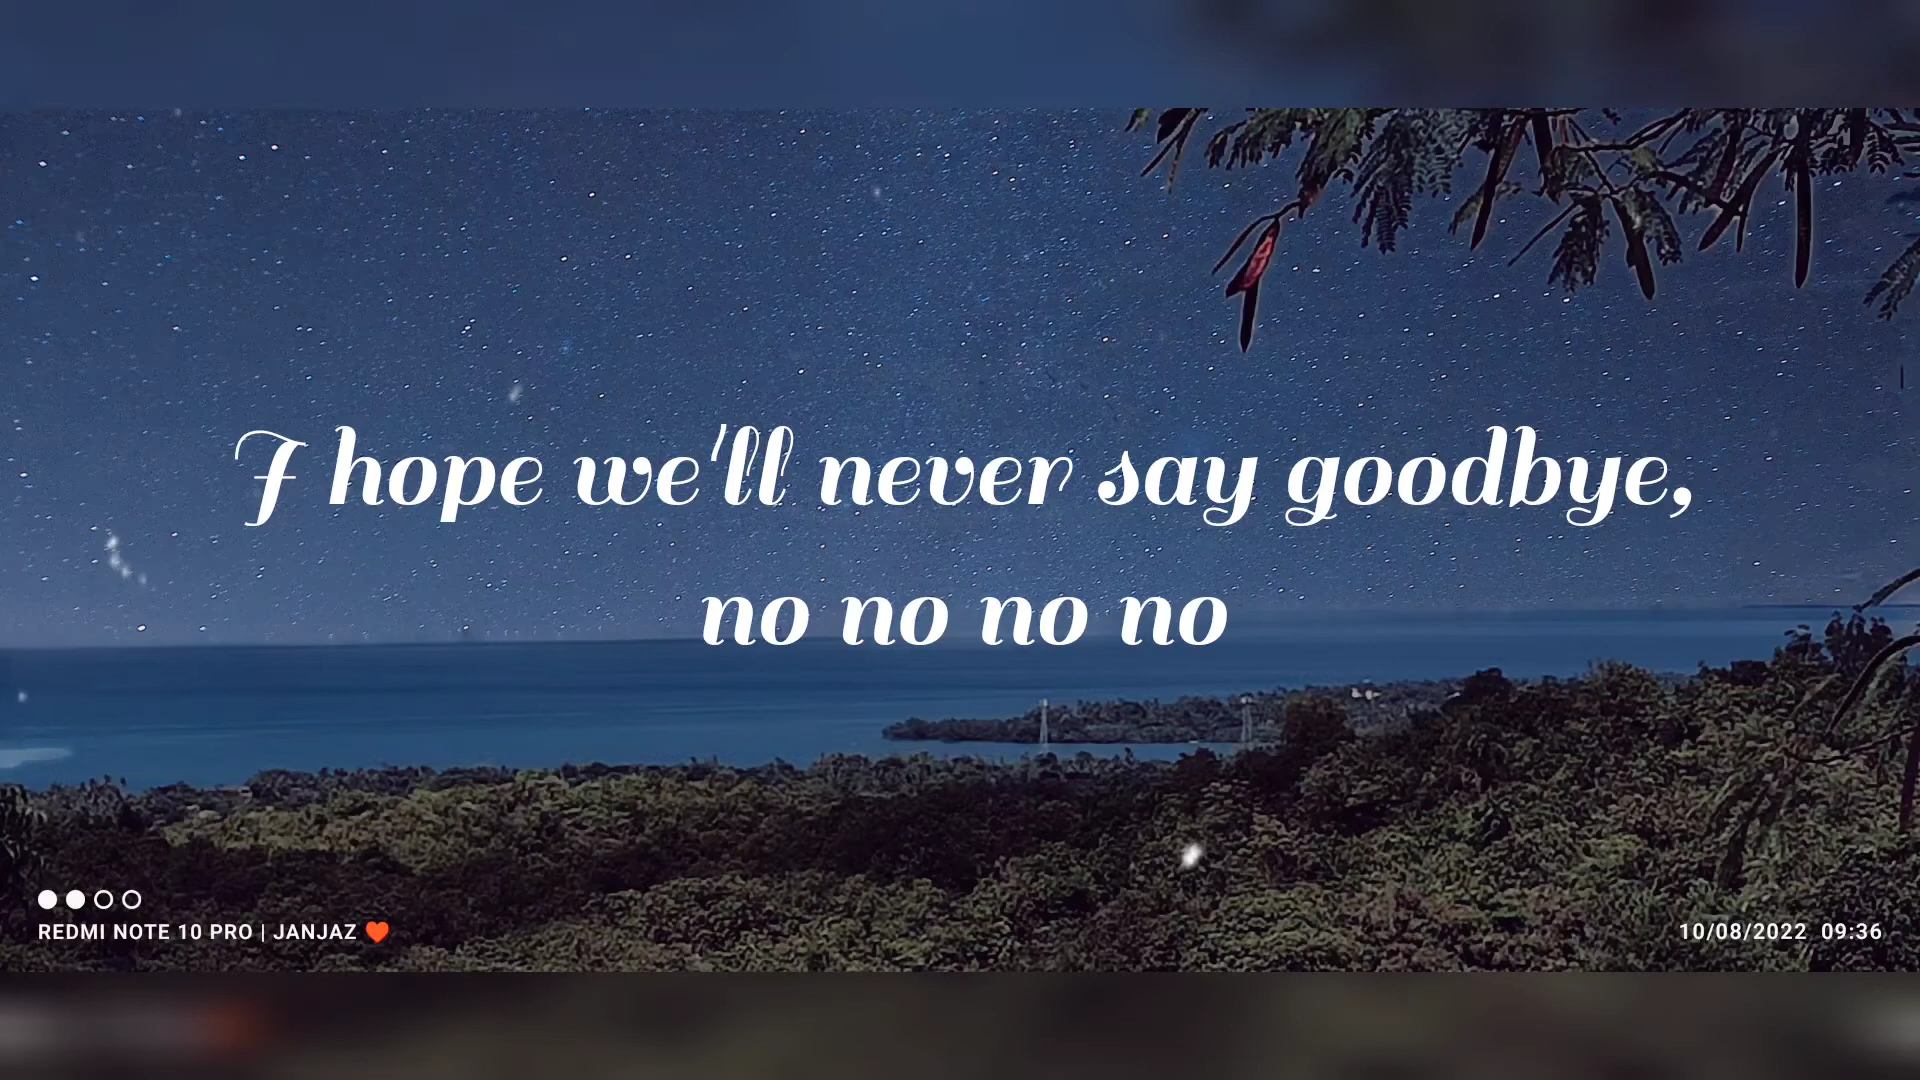 I hope we'll never say goodbye,
no no no no
REDMI NOTE 10 PRO | JANJAZ ❤
10/08/2022 09:36